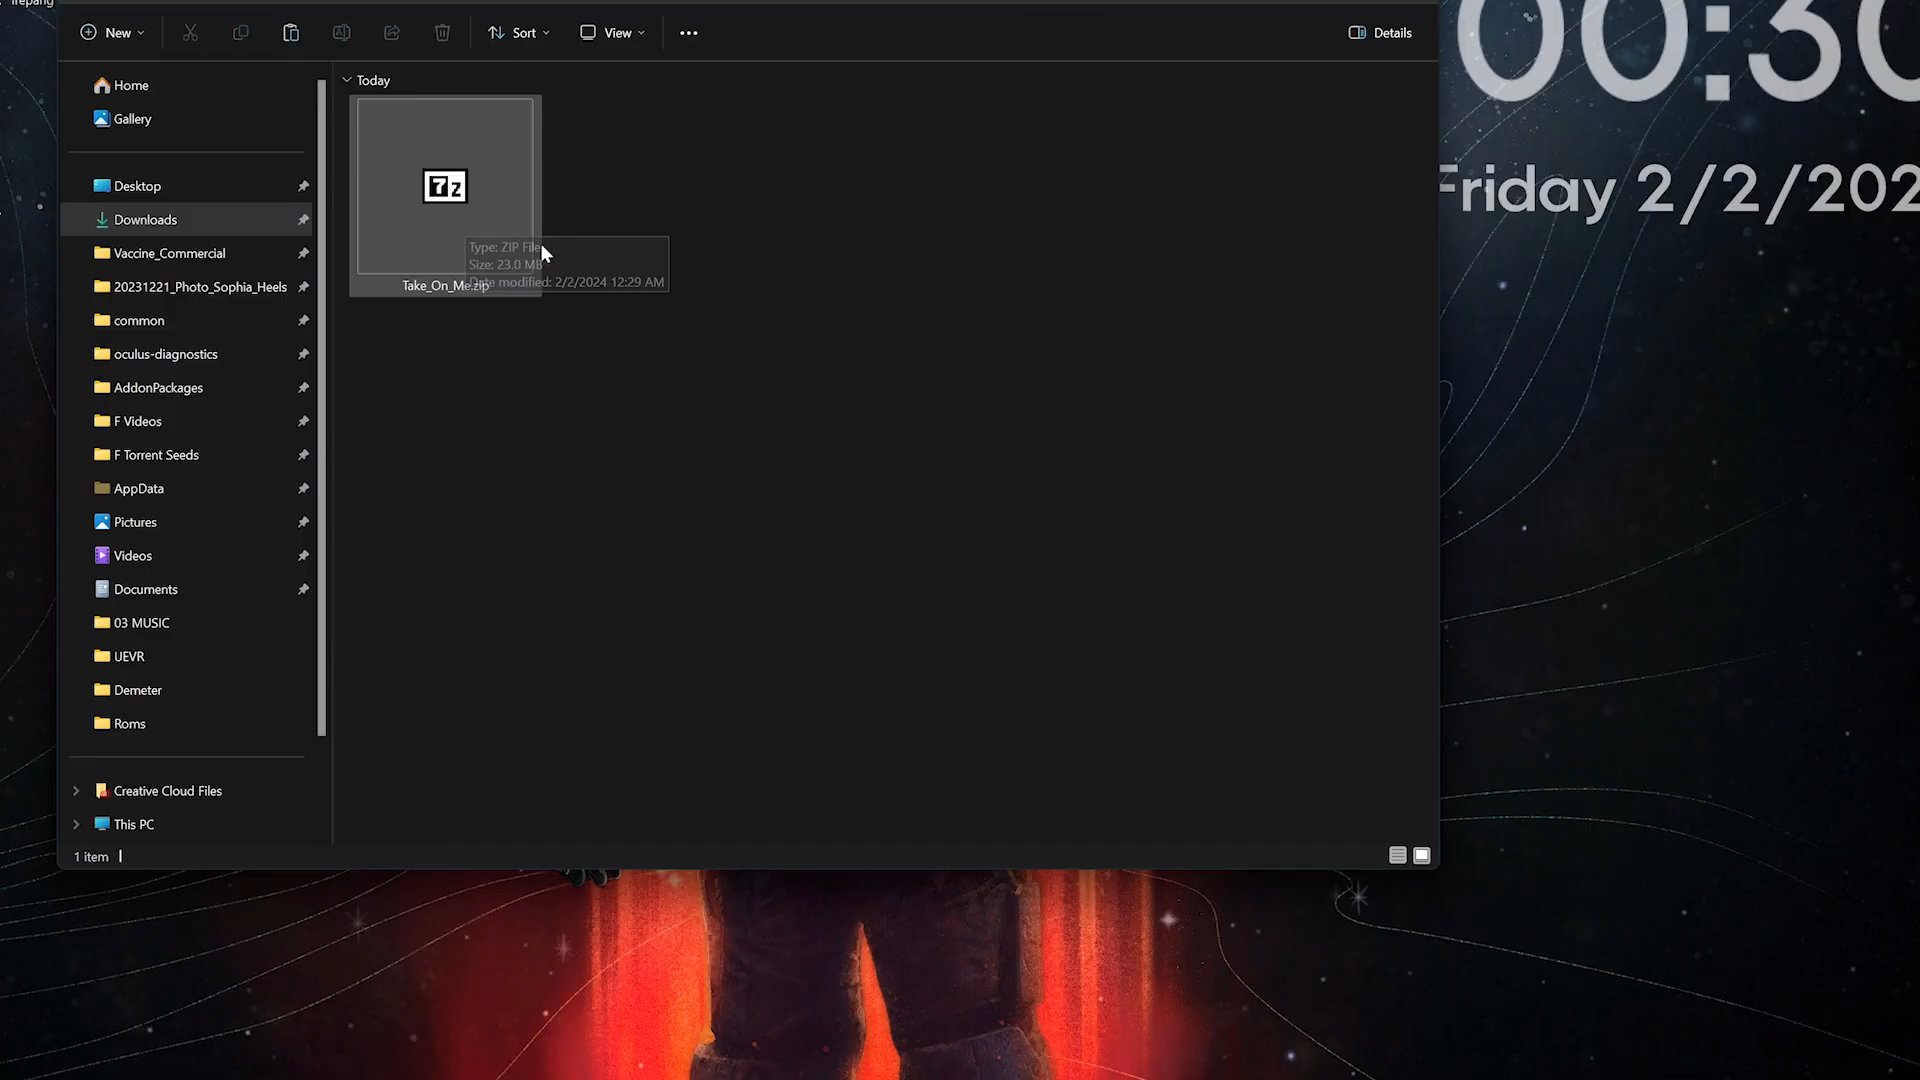 New
Sort
View
Details
Home
Gallery
Desktop
Downloads
Vaccine_Commercial
20231221_Photo_Sophia_Heels
common
oculus-diagnostics
AddonPackages
F Videos
F Torrent Seeds
AppData
Pictures
Videos
Documents
03 MUSIC
UEVR
Demeter
Roms
Creative Cloud Files
This PC
1 item
Today
7z
Type: ZIP File
Size: 23.0 MB
Date modified: 2/2/2024 12:29 AM
Take_On_Me.zip
00:30
Friday 2/2/202